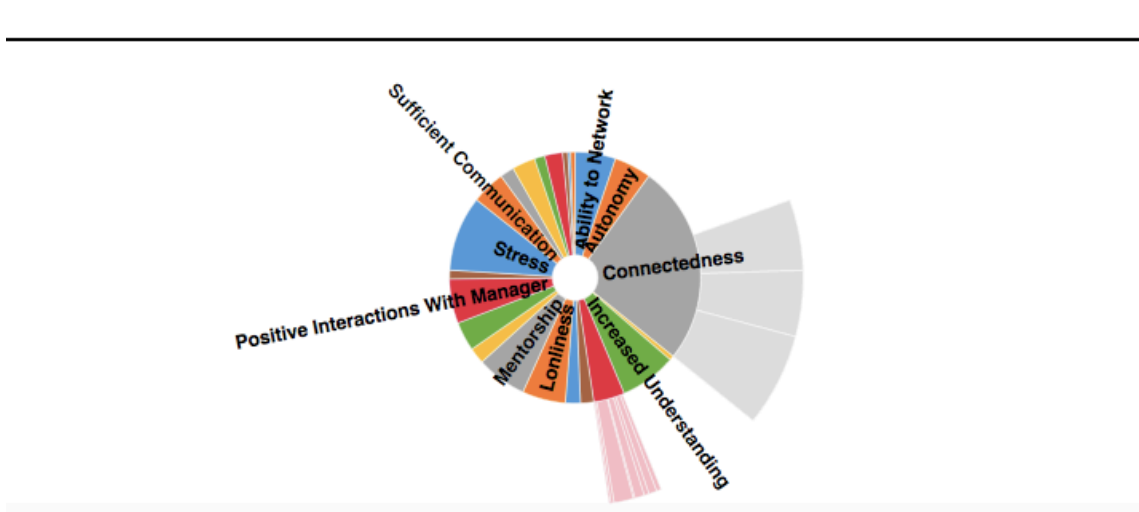 Ability to Network
Autonomy
Connectedness
Increased Understanding
Lonliness
Mentorship
Positive Interactions With Manager
Stress
Sufficient Communication